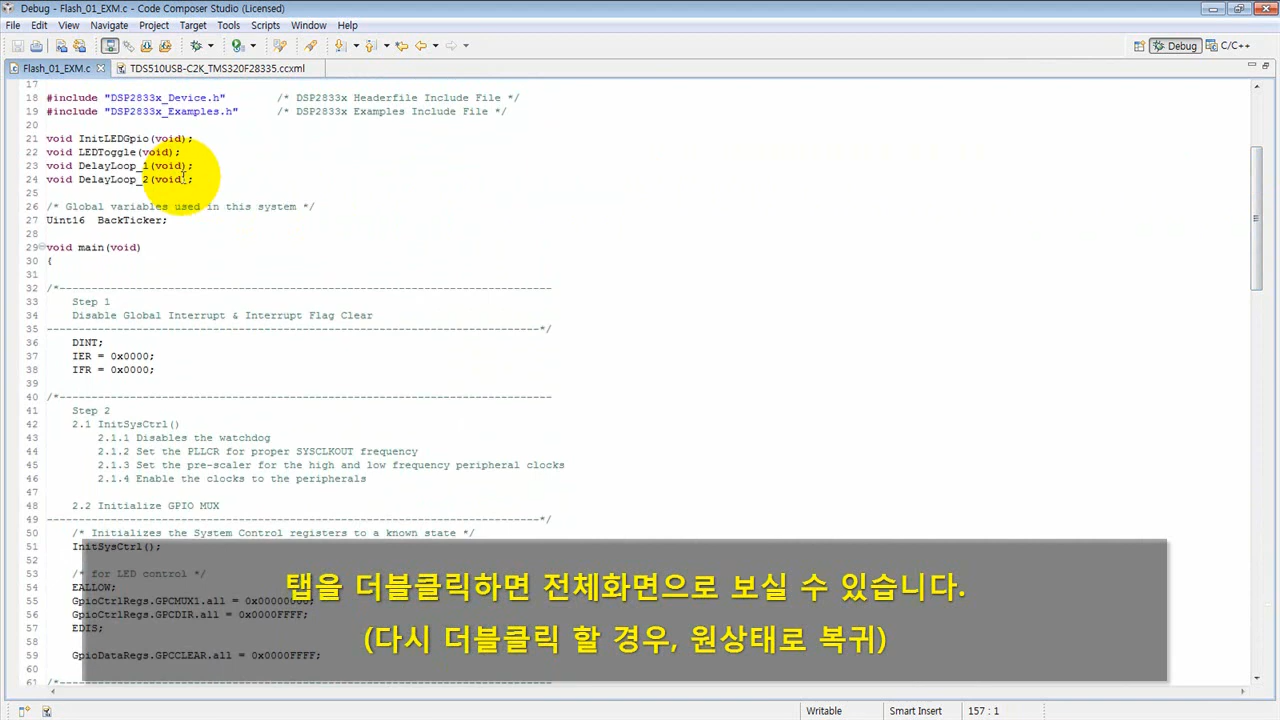 Debug - Flash_01_EXM.c - Code Composer Studio (Licensed)
File Edit View Navigate Project Target Tools Scripts Window Help
Debug C/C++
Flash_01_EXM.c TDS510USB-C2K_TMS320F28335.ccxml
17
18 #include "DSP2833x_Device.h" /* DSP2833x Headerfile Include File */
19 #include "DSP2833x_Examples.h" /* DSP2833x Examples Include File */
20
21 void InitLEDGpio(void);
22 void LEDToggle(void);
23 void DelayLoop_1(void);
24 void DelayLoop_2(void);
25
26 /* Global variables used in this system */
27 Uint16 BackTicker;
28
29 void main(void)
30 {
31
32 /*---------------------------------------------------------------------------
33 Step 1
34 Disable Global Interrupt & Interrupt Flag Clear
35 ---------------------------------------------------------------------------*/
36 DINT;
37 IER = 0x0000;
38 IFR = 0x0000;
39
40 /*---------------------------------------------------------------------------
41 Step 2
42 2.1 InitSysCtrl()
43 2.1.1 Disables the watchdog
44 2.1.2 Set the PLLCR for proper SYSCLKOUT frequency
45 2.1.3 Set the pre-scaler for the high and low frequency peripheral clocks
46 2.1.4 Enable the clocks to the peripherals
47
48 2.2 Initialize GPIO MUX
49 ---------------------------------------------------------------------------*/
50 /* Initializes the System Control registers to a known state */
51 InitSysCtrl();
52
53 /* for LED control */
54 EALLOW;
55 GpioCtrlRegs.GPCMUX1.all = 0x00000000;
56 GpioCtrlRegs.GPCDIR.all = 0x0000FFFF;
57 EDIS;
58
59 GpioDataRegs.GPCCLEAR.all = 0x0000FFFF;
60
61 /*---------------------------------------------------------------------------
탭을 더블클릭하면 전체화면으로 보실 수 있습니다.
(다시 더블클릭 할 경우, 원상태로 복귀)
Writable Smart Insert 157 : 1